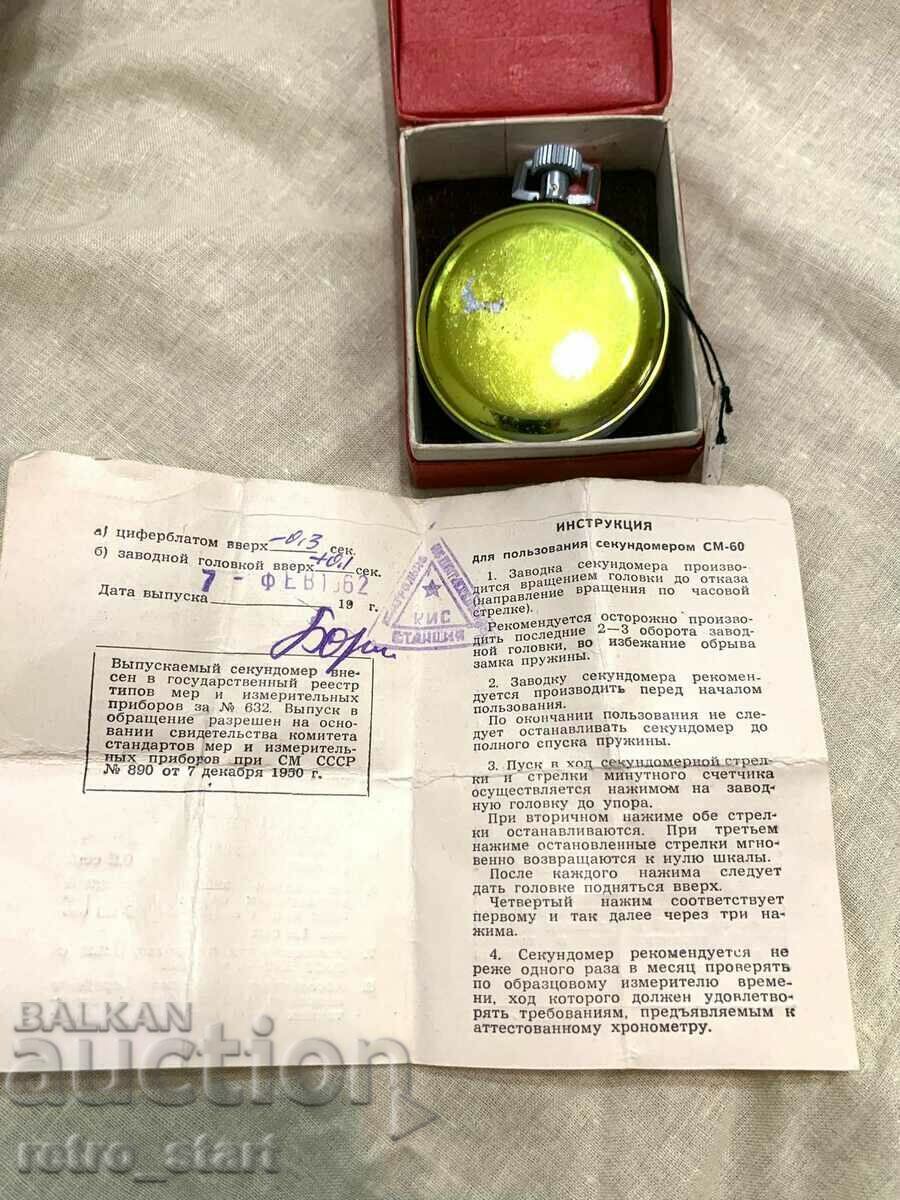 а) циферблатом вверх -0,3 сек.
б) заводной головкой вверх +0,1 сек.
7 - ФЕВ 1962
Дата выпуска 19 г.
КИС
СТАНЦИЯ
Выпускаемый секундомер вне-
сен в государственный реестр
типов мер и измерительных
приборов за № 632. Выпуск в
обращение разрешен на осно-
вании свидетельства комитета
стандартов мер и измеритель-
ных приборов при СМ СССР
№ 890 от 7 декабря 1950 г.
ИНСТРУКЦИЯ
для пользования секундомером СМ-60
1. Заводка секундомера произво-
дится вращением головки до отказа
(направление вращения по часовой
стрелке).
Рекомендуется осторожно произво-
дить последние 2—3 оборота завод-
ной головки, во избежание обрыва
замка пружины.
2. Заводку секундомера рекомен-
дуется производить перед началом
пользования.
По окончании пользования не сле-
дует останавливать секундомер до
полного спуска пружины.
3. Пуск в ход секундомерной стрел-
ки и стрелки минутного счетчика
осуществляется нажимом на завод-
ную головку до упора.
При вторичном нажиме обе стрел-
ки останавливаются. При третьем
нажиме остановленные стрелки мгно-
венно возвращаются к нулю шкалы.
После каждого нажима следует
дать головке подняться вверх.
Четвертый нажим соответствует
первому и так далее через три на-
жима.
4. Секундомер рекомендуется не
реже одного раза в месяц проверять
по образцовому измерителю време-
ни, ход которого должен удовлетво-
рять требованиям, предъявляемым к
аттестованному хронометру.
BALKAN
auction
retro_start